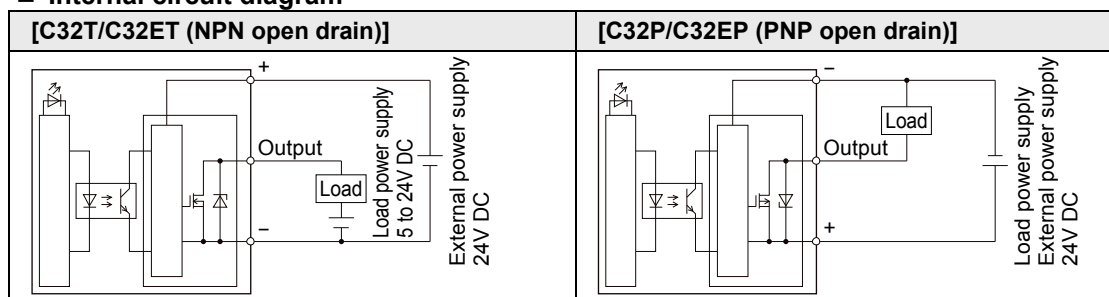 ■ Internal circuit diagram
[C32T/C32ET (NPN open drain)]
[C32P/C32EP (PNP open drain)]
+
Output
Load
−
Load power supply
5 to 24V DC
External power supply
24V DC
−
Load
Output
+
Load power supply
External power supply
24V DC